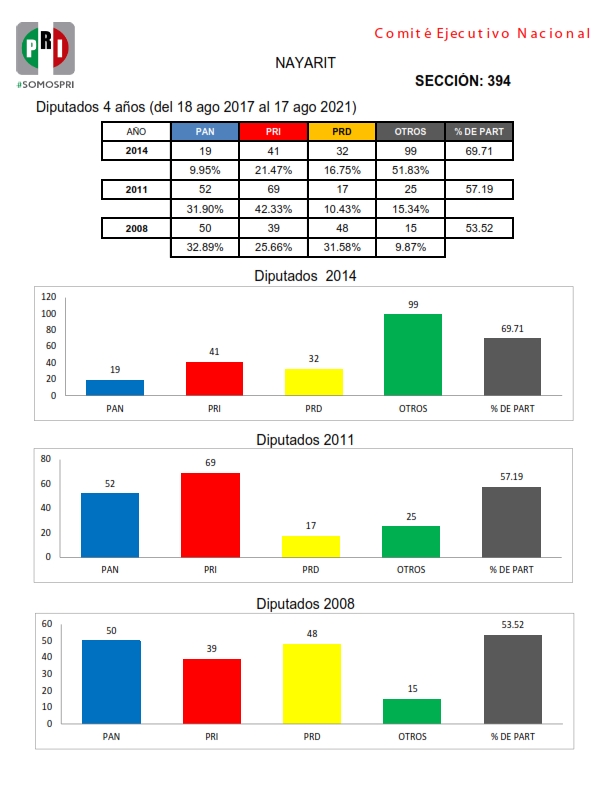 Comité Ejecutivo Nacional
PRI
#SOMOSPRI
NAYARIT
SECCIÓN: 394
Diputados 4 años (del 18 ago 2017 al 17 ago 2021)
AÑO PAN PRI PRD OTROS % DE PART
2014 19 41 32 99 69.71
9.95% 21.47% 16.75% 51.83%
2011 52 69 17 25 57.19
31.90% 42.33% 10.43% 15.34%
2008 50 39 48 15 53.52
32.89% 25.66% 31.58% 9.87%
Diputados 2014
120
100
80
60
40
20
0
19 41 32 99 69.71
PAN PRI PRD OTROS % DE PART
Diputados 2011
80
60
40
20
0
52 69 17 25 57.19
PAN PRI PRD OTROS % DE PART
Diputados 2008
60
50
40
30
20
10
0
50 39 48 15 53.52
PAN PRI PRD OTROS % DE PART